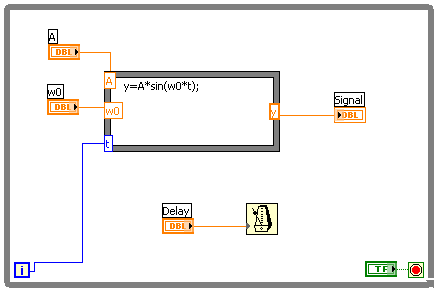 A
DBL
A
y=A*sin(w0*t);
w0
DBL
w0
y
Signal
DBL
t
Delay
DBL
i
TF